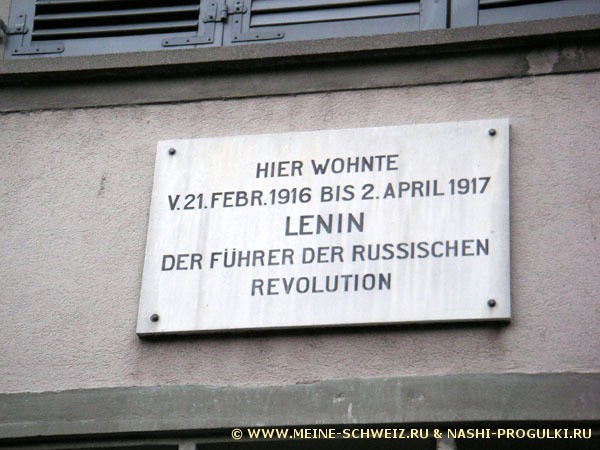 HIER WOHNTE
V. 21. FEBR. 1916 BIS 2. APRIL 1917
LENIN
DER FÜHRER DER RUSSISCHEN
REVOLUTION
© WWW.MEINE-SCHWEIZ.RU & NASHI-PROGULKI.RU